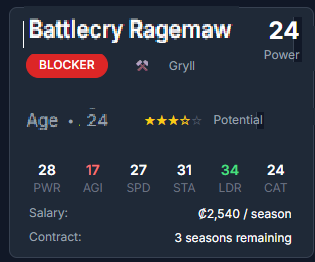 Battlecry Ragemaw
24
Power
BLOCKER
Gryll
Age • 24
Potential
28 17 27 31 34 24
PWR AGI SPD STA LDR CAT
Salary: ₡2,540 / season
Contract: 3 seasons remaining